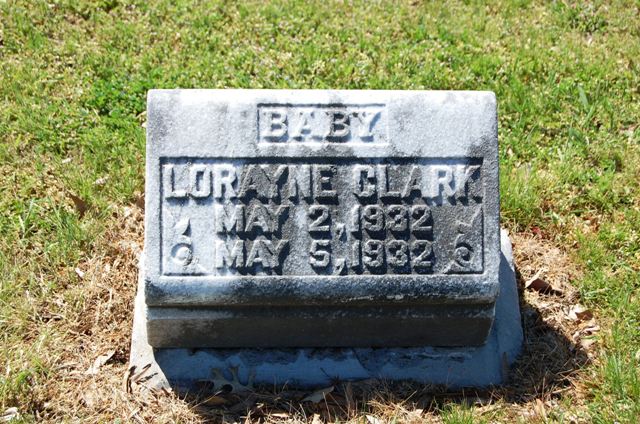 BABY
LORAYNE CLARK
MAY 2, 1932
MAY 5, 1932